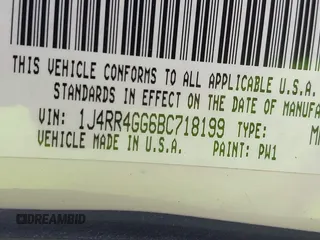 THIS VEHICLE CONFORMS TO ALL APPLICABLE U.S.A.
STANDARDS IN EFFECT ON THE DATE OF MANUFA
VIN: 1J4RR4GG6BC718199 TYPE: M
VEHICLE MADE IN U.S.A. PAINT: PW1
DREAMBID